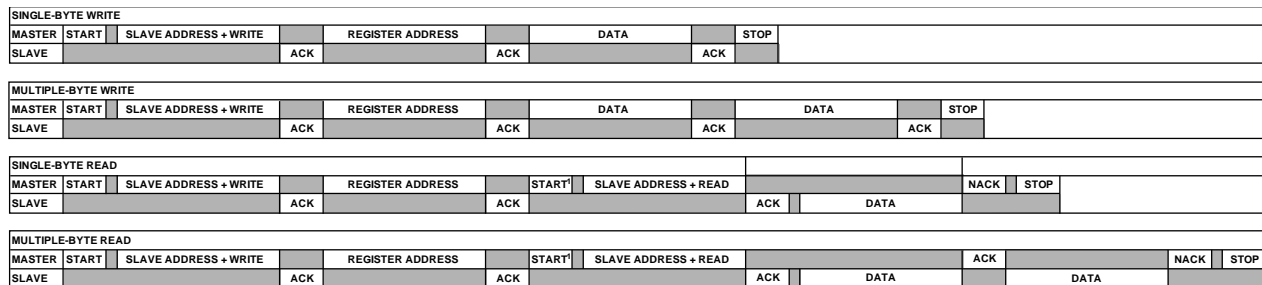 SINGLE-BYTE WRITE
MASTER START SLAVE ADDRESS + WRITE REGISTER ADDRESS DATA STOP
SLAVE ACK ACK ACK
MULTIPLE-BYTE WRITE
MASTER START SLAVE ADDRESS + WRITE REGISTER ADDRESS DATA DATA STOP
SLAVE ACK ACK ACK ACK
SINGLE-BYTE READ
MASTER START SLAVE ADDRESS + WRITE REGISTER ADDRESS START¹ SLAVE ADDRESS + READ NACK STOP
SLAVE ACK ACK ACK DATA
MULTIPLE-BYTE READ
MASTER START SLAVE ADDRESS + WRITE REGISTER ADDRESS START¹ SLAVE ADDRESS + READ ACK NACK STOP
SLAVE ACK ACK ACK DATA DATA